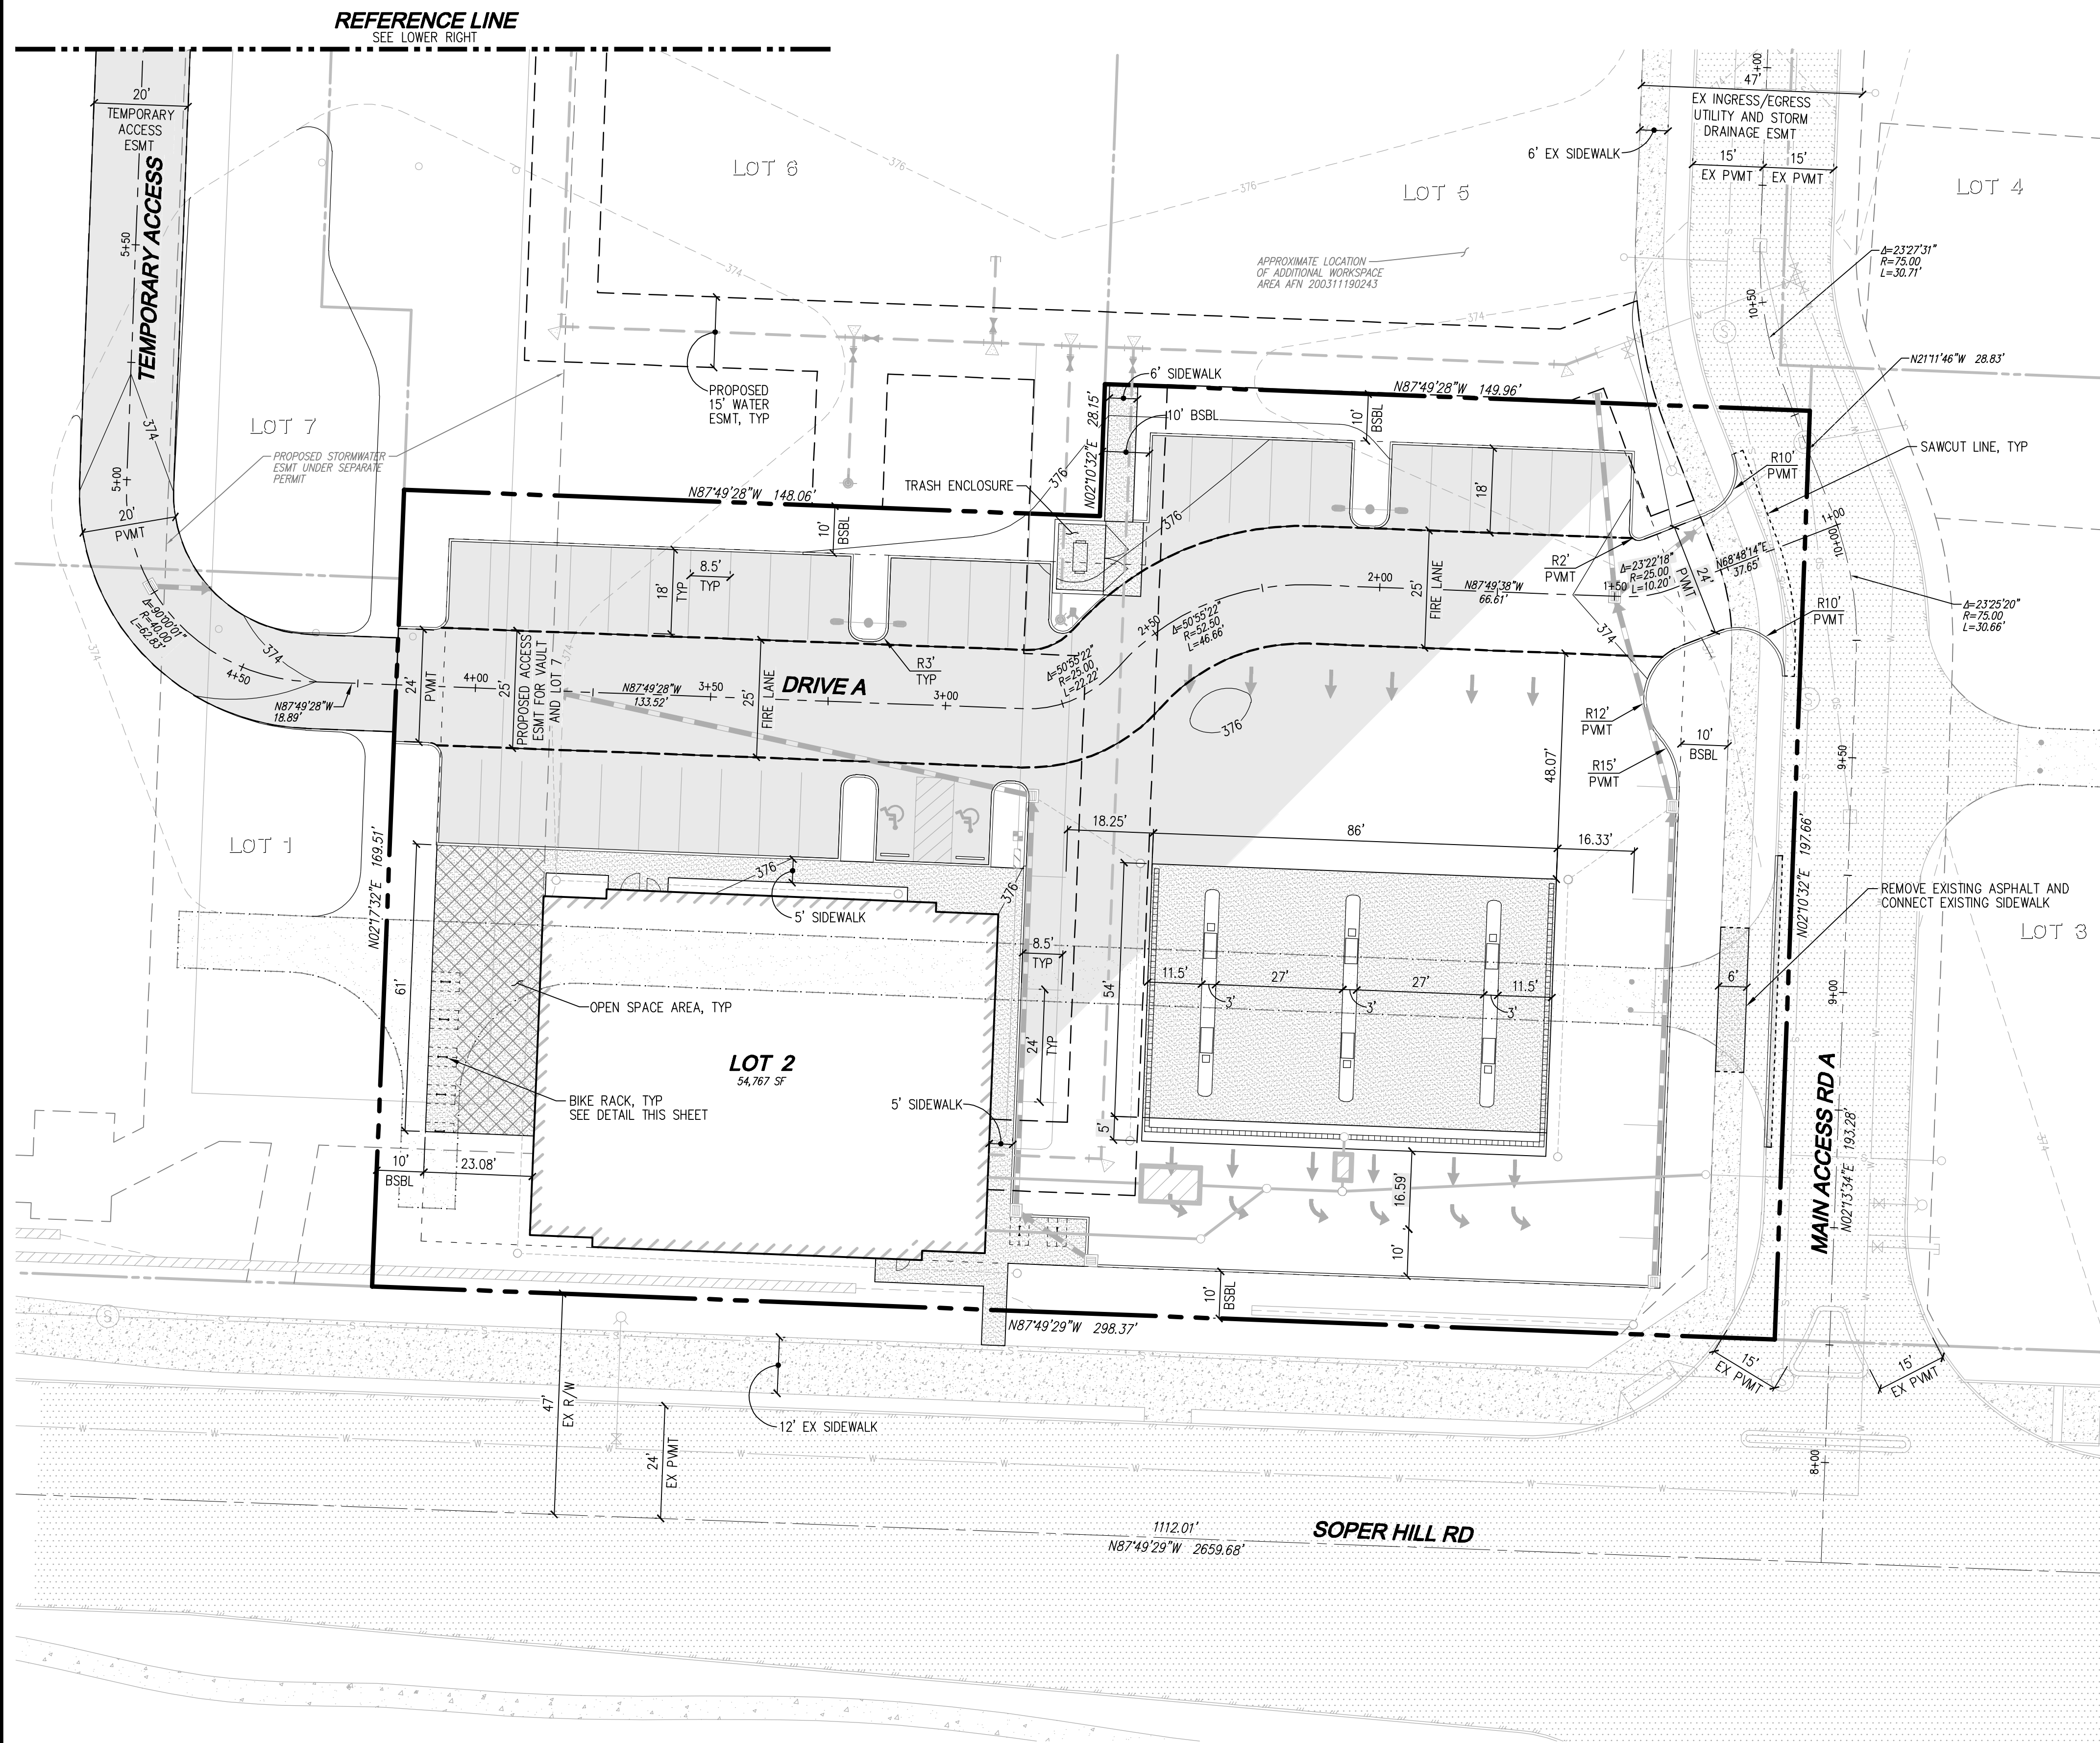 REFERENCE LINE
SEE LOWER RIGHT
20'
TEMPORARY
ACCESS
ESMT
TEMPORARY ACCESS
5+50
5+00
374
20'
PVMT
Δ=90°00'01"
R=40.00
L=62.83'
4+50
374
374
N87°49'28"W
18.89'
LOT 7
PROPOSED STORMWATER
ESMT UNDER SEPARATE
PERMIT
LOT 6
376
374
PROPOSED
15' WATER
ESMT, TYP
LOT 5
376
374
APPROXIMATE LOCATION
OF ADDITIONAL WORKSPACE
AREA AFN 200311190243
6' EX SIDEWALK
47'
EX INGRESS/EGRESS
UTILITY AND STORM
DRAINAGE ESMT
15'
EX PVMT
15'
EX PVMT
LOT 4
Δ=23°27'31"
R=75.00
L=30.71'
10+50
N21°11'46"W 28.83'
SAWCUT LINE, TYP
6' SIDEWALK
10' BSBL
N87°49'28"W 149.96'
10'
BSBL
N02°10'32"E 28.15'
376
TRASH ENCLOSURE
N87°49'28"W 148.06'
10'
BSBL
376
18'
R10'
PVMT
1+00
10+00
R2'
PVMT
Δ=23°22'18"
R=25.00
L=10.20'
1+50
24'
PVMT
N68°48'14"E
37.65'
R10'
PVMT
Δ=23°25'20"
R=75.00
L=30.66'
18'
TYP
8.5'
TYP
2+00
25'
FIRE LANE
N87°49'38"W
66.61'
374
2+50
Δ=50°55'22"
R=52.50
L=46.66'
Δ=50°55'22"
R=25.00
L=22.22'
R3'
TYP
DRIVE A
24'
PVMT
4+00
25'
PROPOSED ACCESS
ESMT FOR VAULT
AND LOT 7
N87°49'28"W
133.52'
3+50
25'
FIRE LANE
3+00
376
R12'
PVMT
R15'
PVMT
10'
BSBL
9+50
48.07'
LOT 1
N02°17'32"E 169.51'
18.25'
86'
16.33'
376
5' SIDEWALK
376
N02°10'32"E 197.66'
REMOVE EXISTING ASPHALT AND
CONNECT EXISTING SIDEWALK
LOT 3
61'
OPEN SPACE AREA, TYP
8.5'
TYP
54'
11.5'
3'
27'
3'
27'
3'
11.5'
6'
9+00
24'
TYP
LOT 2
54,767 SF
BIKE RACK, TYP
SEE DETAIL THIS SHEET
5' SIDEWALK
5'
10'
BSBL
23.08'
16.59'
10'
10'
BSBL
MAIN ACCESS RD A
N02°13'34"E 193.28'
374
N87°49'29"W 298.37'
15'
EX PVMT
15'
EX PVMT
47'
EX R/W
12' EX SIDEWALK
24'
EX PVMT
8+00
1112.01'
N87°49'29"W 2659.68'
SOPER HILL RD